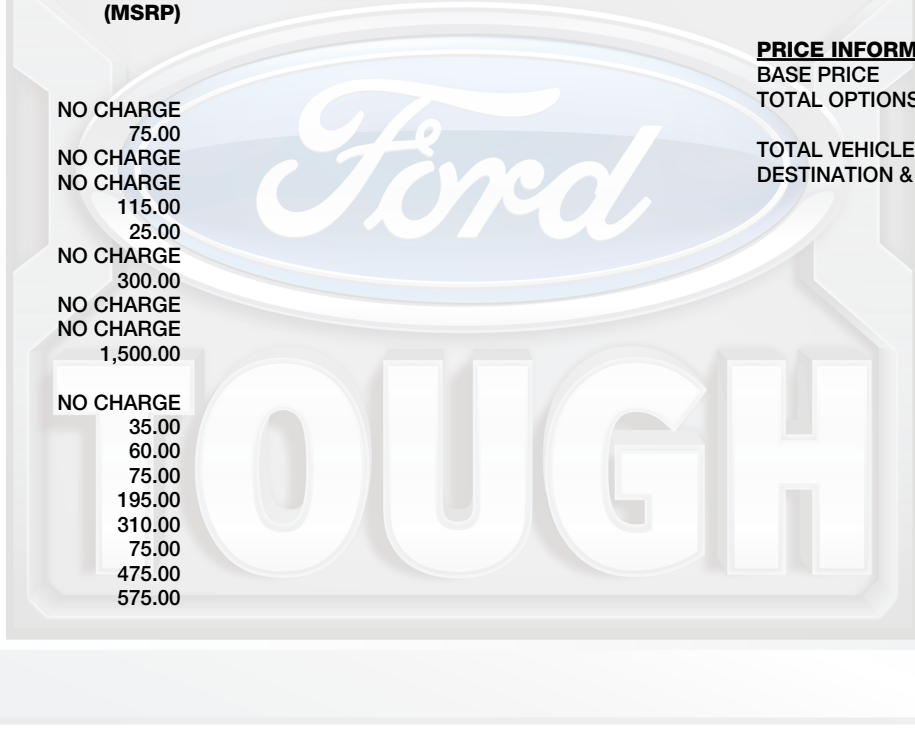 (MSRP)
NO CHARGE
75.00
NO CHARGE
NO CHARGE
115.00
25.00
NO CHARGE
300.00
NO CHARGE
NO CHARGE
1,500.00
NO CHARGE
35.00
60.00
75.00
195.00
310.00
75.00
475.00
575.00
PRICE INFORM
BASE PRICE
TOTAL OPTIONS
TOTAL VEHICLE
DESTINATION &
Ford
TOUGH